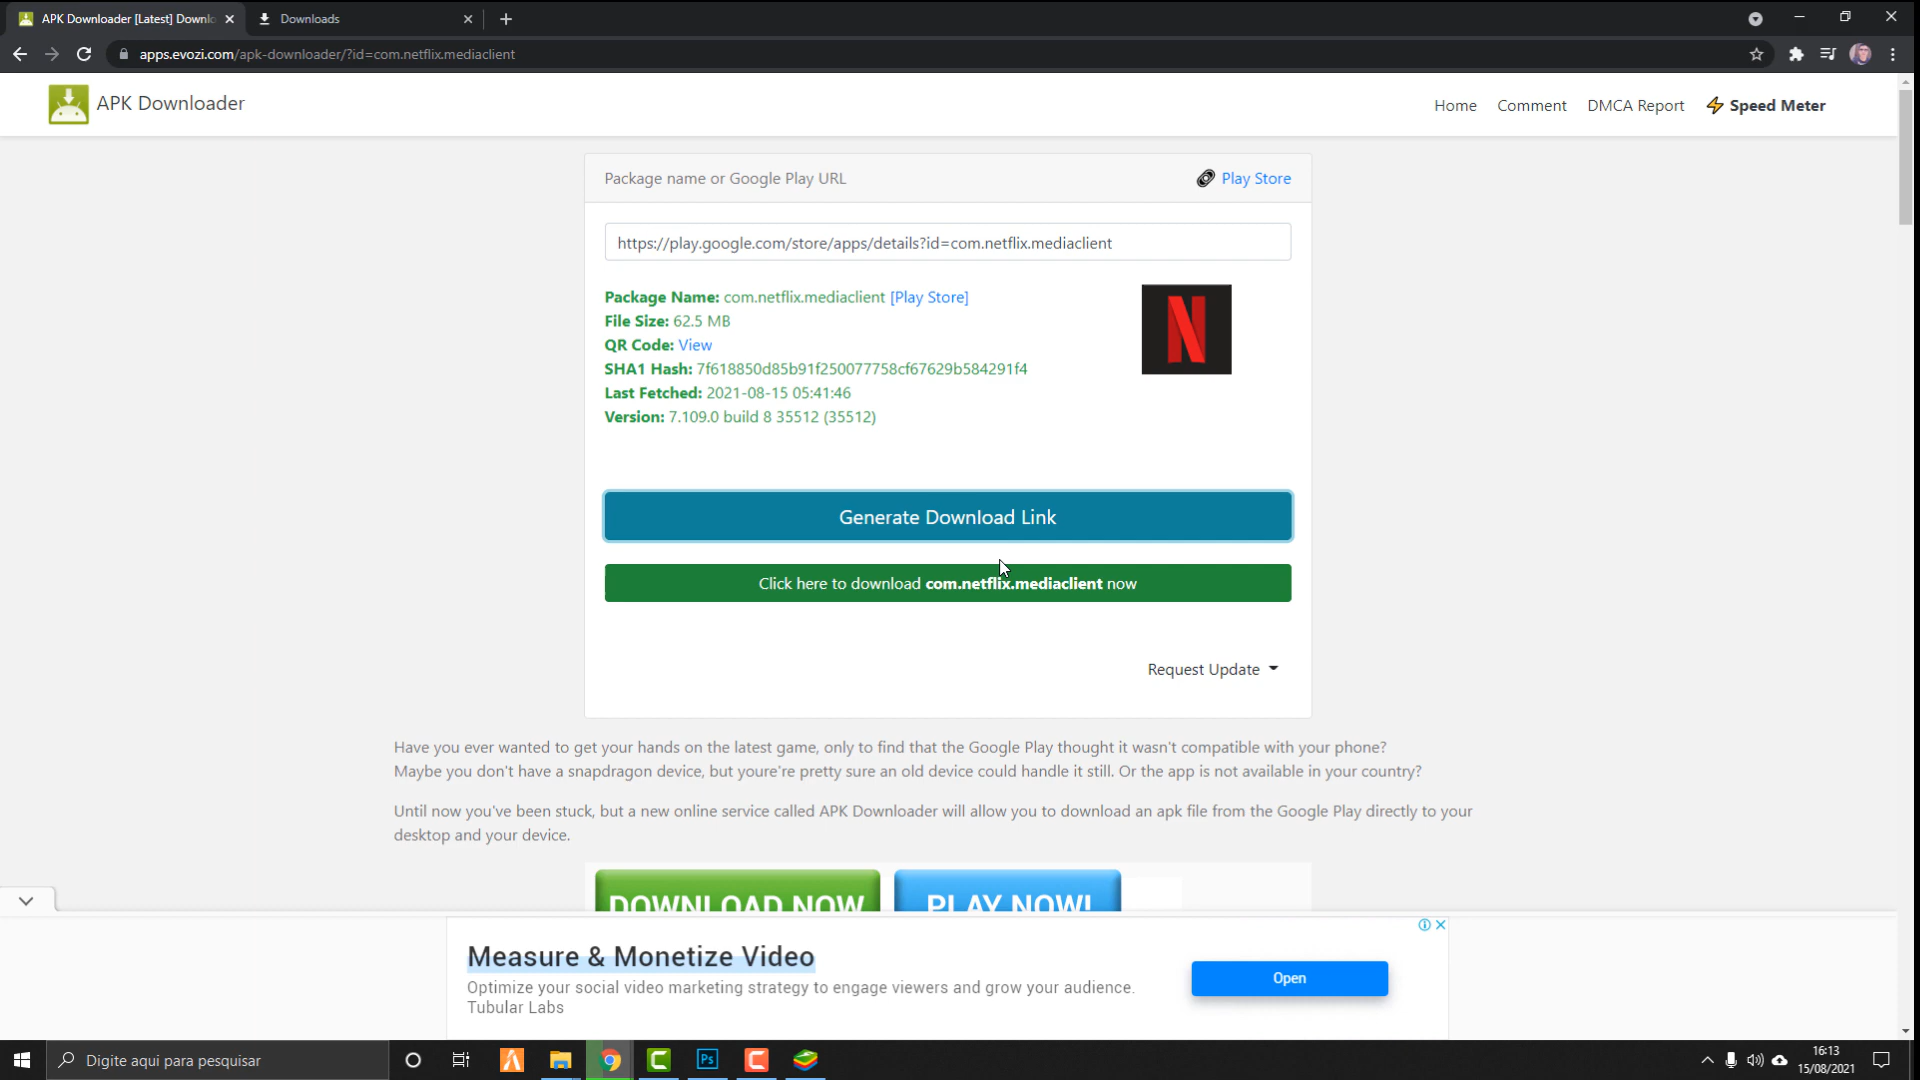 APK Downloader [Latest] Downl
Downloads
apps.evozi.com/apk-downloader/?id=com.netflix.mediaclient
APK Downloader
Home
Comment
DMCA Report
Speed Meter
Package name or Google Play URL
Play Store
https://play.google.com/store/apps/details?id=com.netflix.mediaclient
Package Name: com.netflix.mediaclient [Play Store]
File Size: 62.5 MB
QR Code: View
SHA1 Hash: 7f618850d85b91f250077758cf67629b584291f4
Last Fetched: 2021-08-15 05:41:46
Version: 7.109.0 build 8 35512 (35512)
N
Generate Download Link
Click here to download com.netflix.mediaclient now
Request Update
Have you ever wanted to get your hands on the latest game, only to find that the Google Play thought it wasn't compatible with your phone?
Maybe you don't have a snapdragon device, but youre're pretty sure an old device could handle it still. Or the app is not available in your country?
Until now you've been stuck, but a new online service called APK Downloader will allow you to download an apk file from the Google Play directly to your
desktop and your device.
DOWNLOAD NOW
PLAY NOW!
Measure & Monetize Video
Optimize your social video marketing strategy to engage viewers and grow your audience.
Tubular Labs
Open
Digite aqui para pesquisar
Ps
16:13
15/08/2021